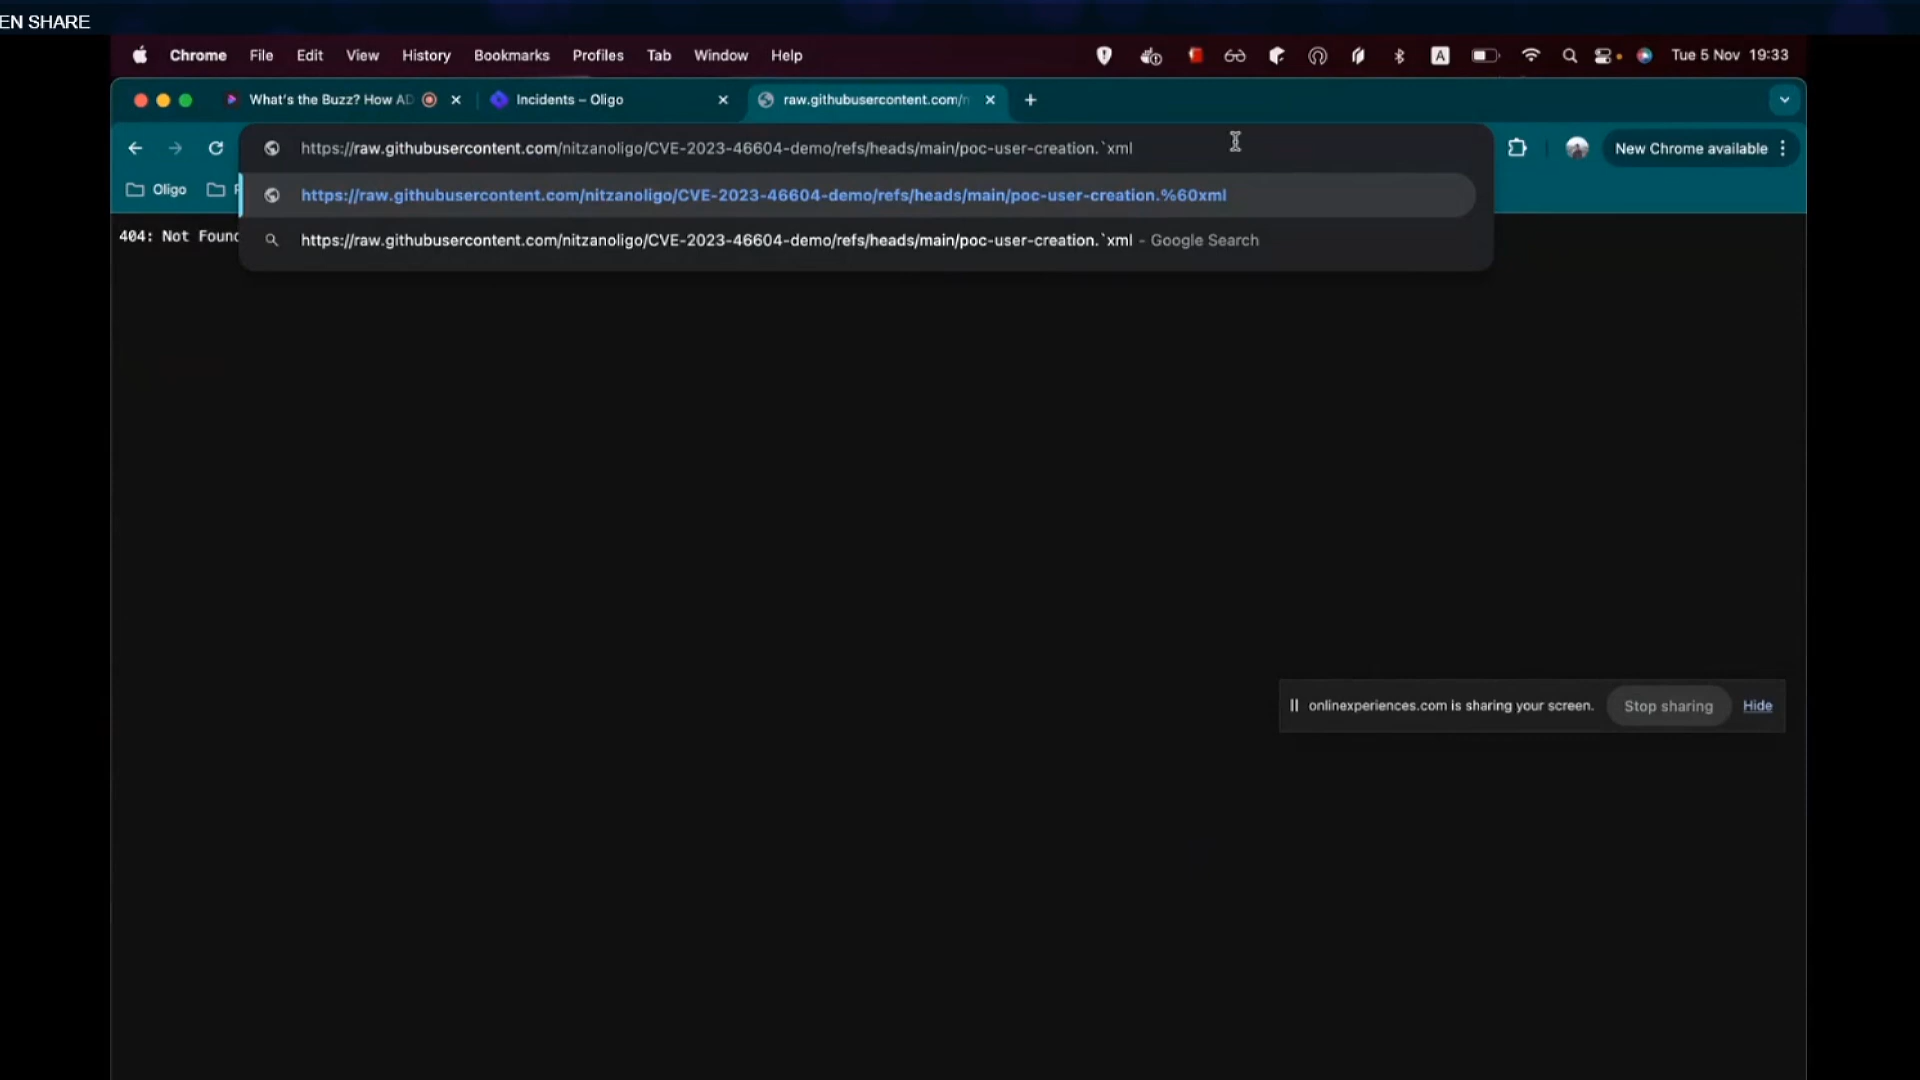 EN SHARE
Chrome File Edit View History Bookmarks Profiles Tab Window Help A Tue 5 Nov 19:33
What's the Buzz? How AD Incidents – Oligo raw.githubusercontent.com/
https://raw.githubusercontent.com/nitzanoligo/CVE-2023-46604-demo/refs/heads/main/poc-user-creation.`xml New Chrome available
Oligo
https://raw.githubusercontent.com/nitzanoligo/CVE-2023-46604-demo/refs/heads/main/poc-user-creation.%60xml
404: Not Found
https://raw.githubusercontent.com/nitzanoligo/CVE-2023-46604-demo/refs/heads/main/poc-user-creation.`xml - Google Search
onlinexperiences.com is sharing your screen. Stop sharing Hide